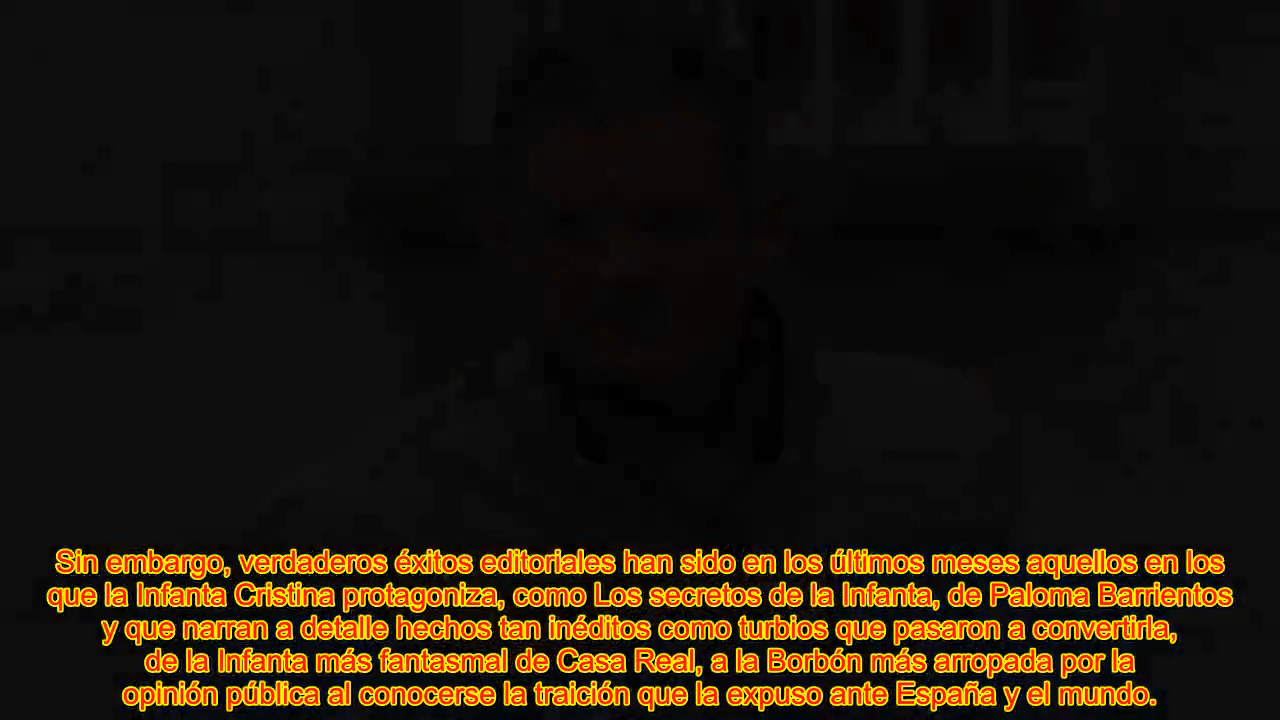 Sin embargo, verdaderos éxitos editoriales han sido en los últimos meses aquellos en los
que la Infanta Cristina protagoniza, como Los secretos de la Infanta, de Paloma Barrientos
y que narran a detalle hechos tan inéditos como turbios que pasaron a convertirla,
de la Infanta más fantasmal de Casa Real, a la Borbón más arropada por la
opinión pública al conocerse la traición que la expuso ante España y el mundo.